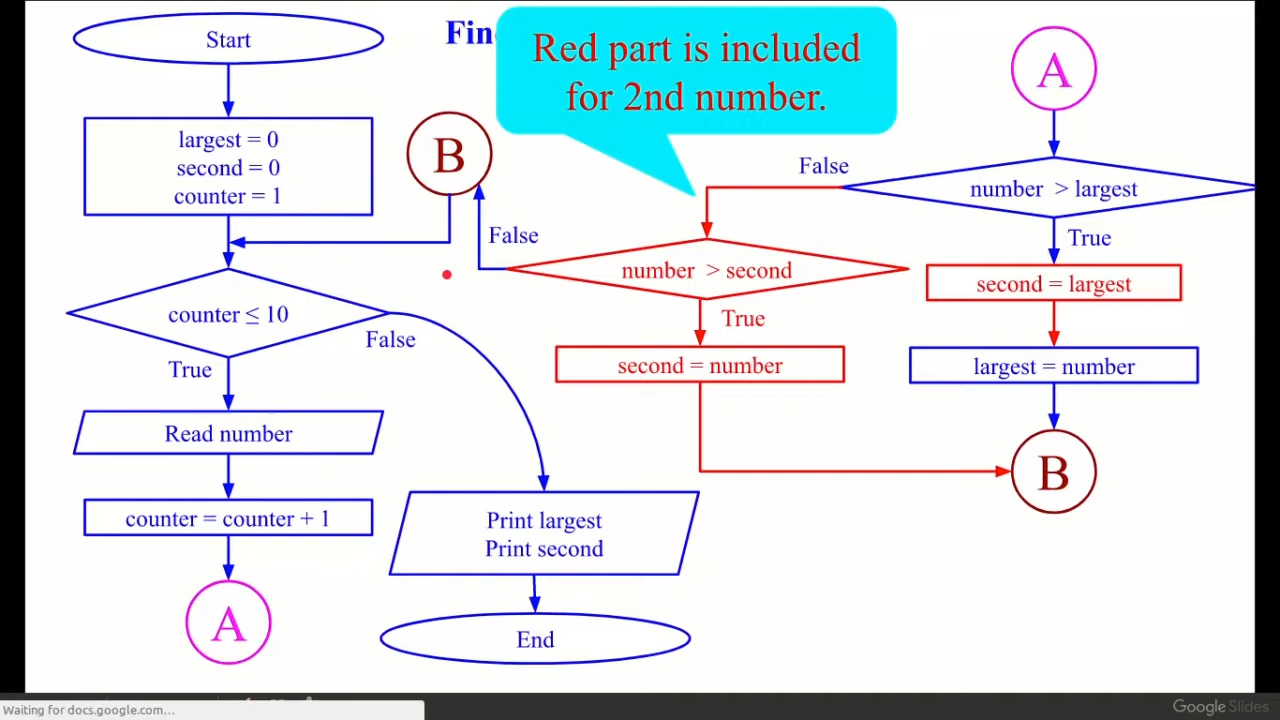 Start
largest = 0
second = 0
counter = 1
counter ≤ 10
False
True
Read number
counter = counter + 1
A
Print largest
Print second
End
B
Red part is included
for 2nd number.
False
number > second
True
second = number
A
False
number > largest
True
second = largest
largest = number
B
Waiting for docs.google.com...
Google Slides